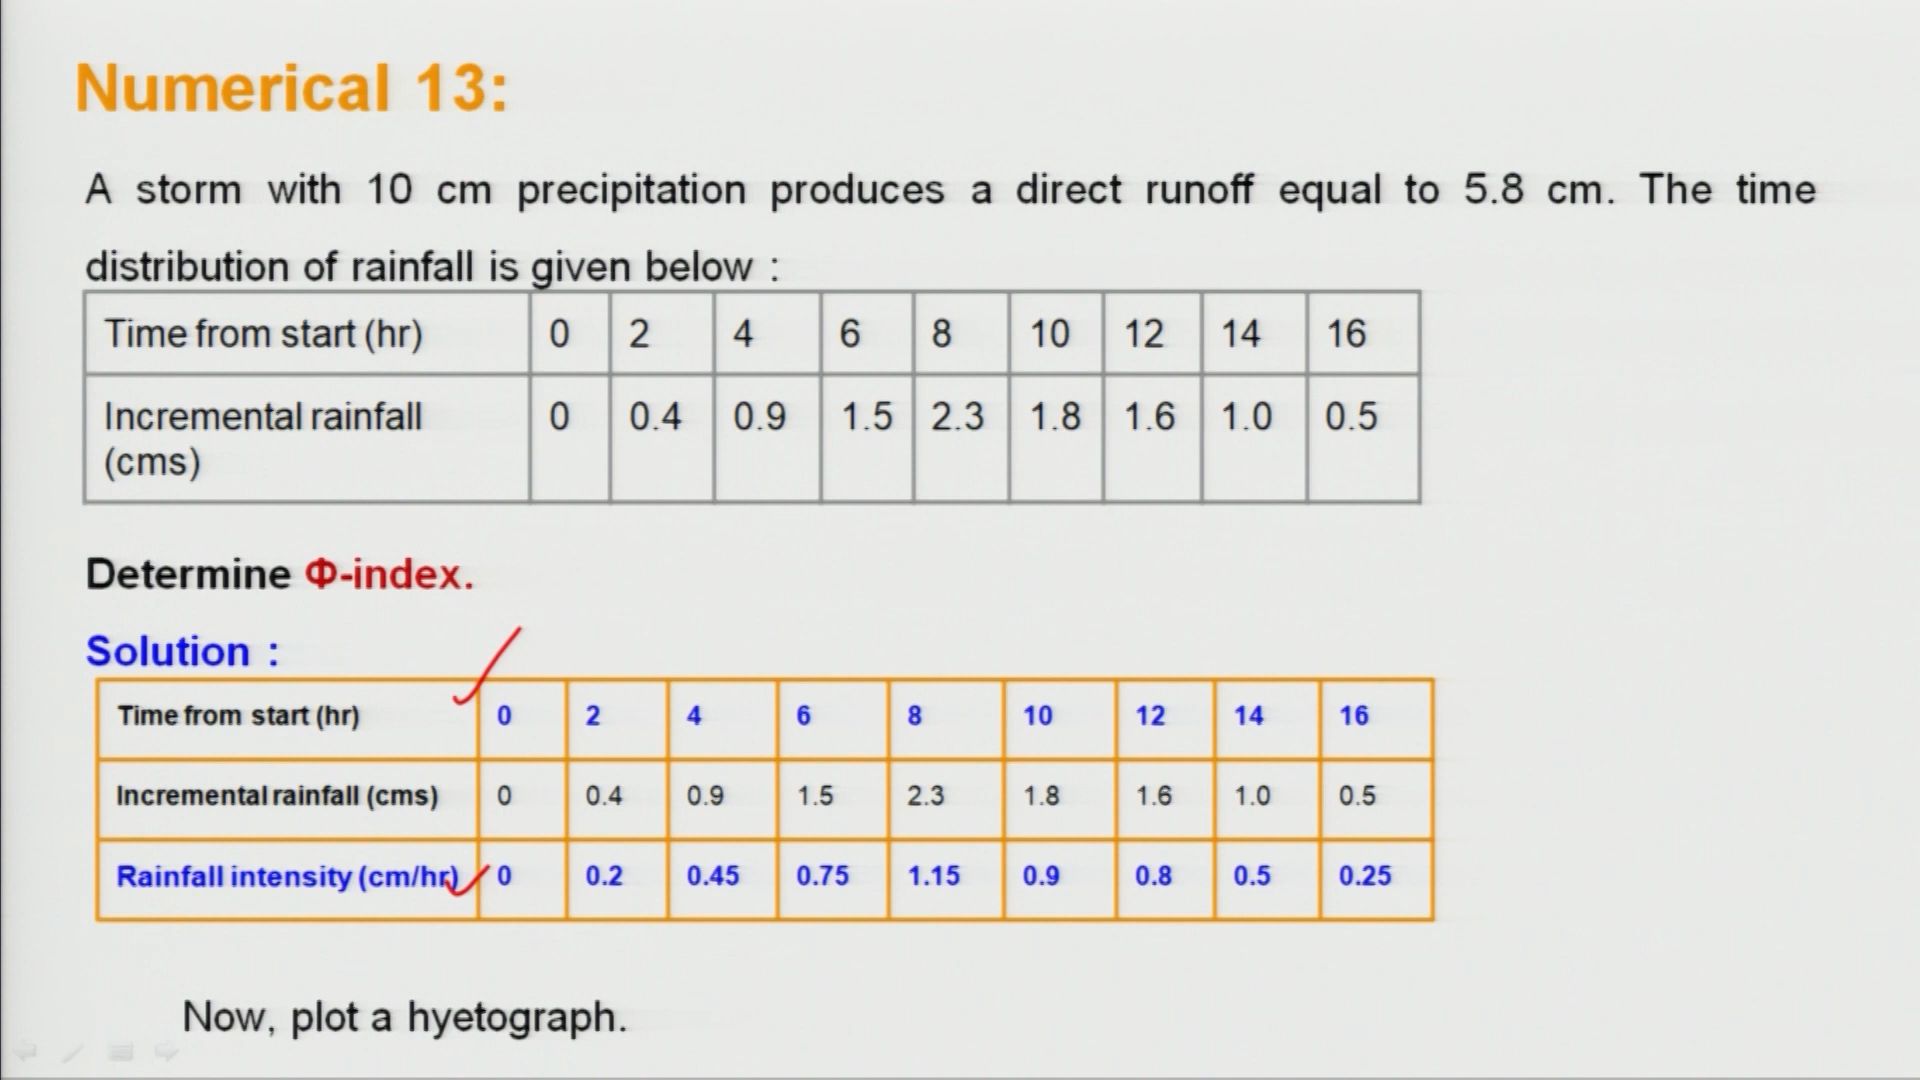 Numerical 13:
A storm with 10 cm precipitation produces a direct runoff equal to 5.8 cm. The time
distribution of rainfall is given below :
Time from start (hr) 0 2 4 6 8 10 12 14 16
Incremental rainfall (cms) 0 0.4 0.9 1.5 2.3 1.8 1.6 1.0 0.5
Determine Φ-index.
Solution :
Time from start (hr) 0 2 4 6 8 10 12 14 16
Incremental rainfall (cms) 0 0.4 0.9 1.5 2.3 1.8 1.6 1.0 0.5
Rainfall intensity (cm/hr) 0 0.2 0.45 0.75 1.15 0.9 0.8 0.5 0.25
Now, plot a hyetograph.